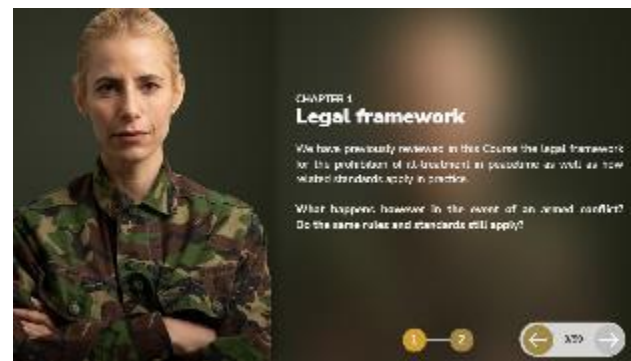 CHAPTER 1
Legal framework
We have previously reviewed in this Course the legal framework
for the prohibition of ill-treatment in peacetime as well as how
related standards apply in practice.
What happens however in the event of an armed conflict?
Do the same rules and standards still apply?
1
2